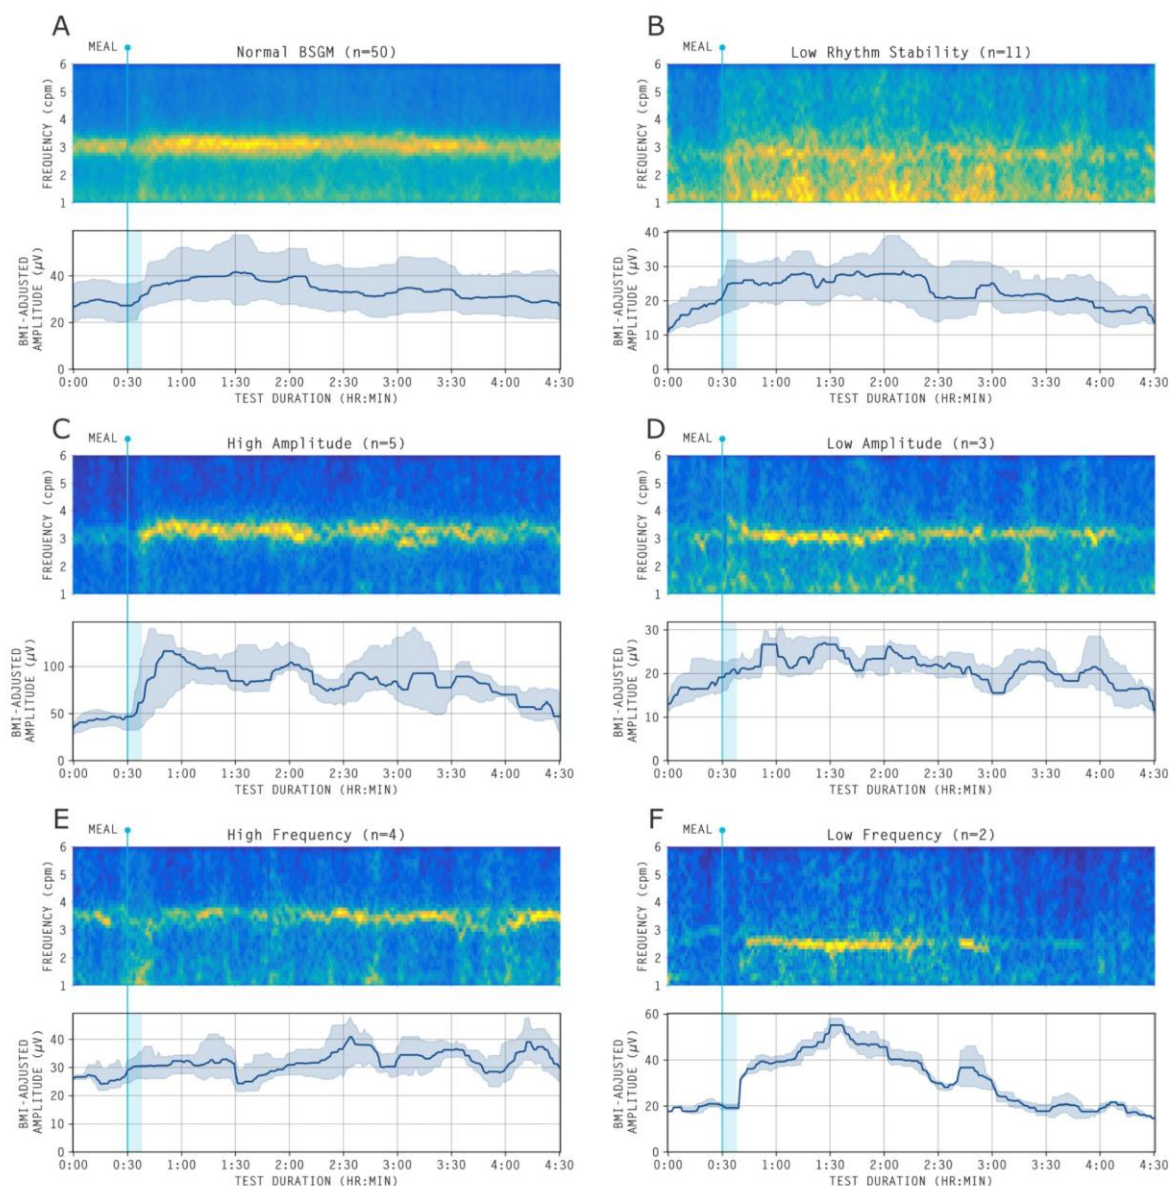 A
MEAL
Normal BSGM (n=50)
FREQUENCY (cpm)
6
5
4
3
2
1
BMI-ADJUSTED
AMPLITUDE (µV)
40
20
0
0:00 0:30 1:00 1:30 2:00 2:30 3:00 3:30 4:00 4:30
TEST DURATION (HR:MIN)
B
MEAL
Low Rhythm Stability (n=11)
FREQUENCY (cpm)
6
5
4
3
2
1
BMI-ADJUSTED
AMPLITUDE (µV)
40
30
20
10
0
0:00 0:30 1:00 1:30 2:00 2:30 3:00 3:30 4:00 4:30
TEST DURATION (HR:MIN)
C
MEAL
High Amplitude (n=5)
FREQUENCY (cpm)
6
5
4
3
2
1
BMI-ADJUSTED
AMPLITUDE (µV)
100
50
0
0:00 0:30 1:00 1:30 2:00 2:30 3:00 3:30 4:00 4:30
TEST DURATION (HR:MIN)
D
MEAL
Low Amplitude (n=3)
FREQUENCY (cpm)
6
5
4
3
2
1
BMI-ADJUSTED
AMPLITUDE (µV)
30
20
10
0
0:00 0:30 1:00 1:30 2:00 2:30 3:00 3:30 4:00 4:30
TEST DURATION (HR:MIN)
E
MEAL
High Frequency (n=4)
FREQUENCY (cpm)
6
5
4
3
2
1
BMI-ADJUSTED
AMPLITUDE (µV)
40
30
20
10
0
0:00 0:30 1:00 1:30 2:00 2:30 3:00 3:30 4:00 4:30
TEST DURATION (HR:MIN)
F
MEAL
Low Frequency (n=2)
FREQUENCY (cpm)
6
5
4
3
2
1
BMI-ADJUSTED
AMPLITUDE (µV)
60
40
20
0
0:00 0:30 1:00 1:30 2:00 2:30 3:00 3:30 4:00 4:30
TEST DURATION (HR:MIN)